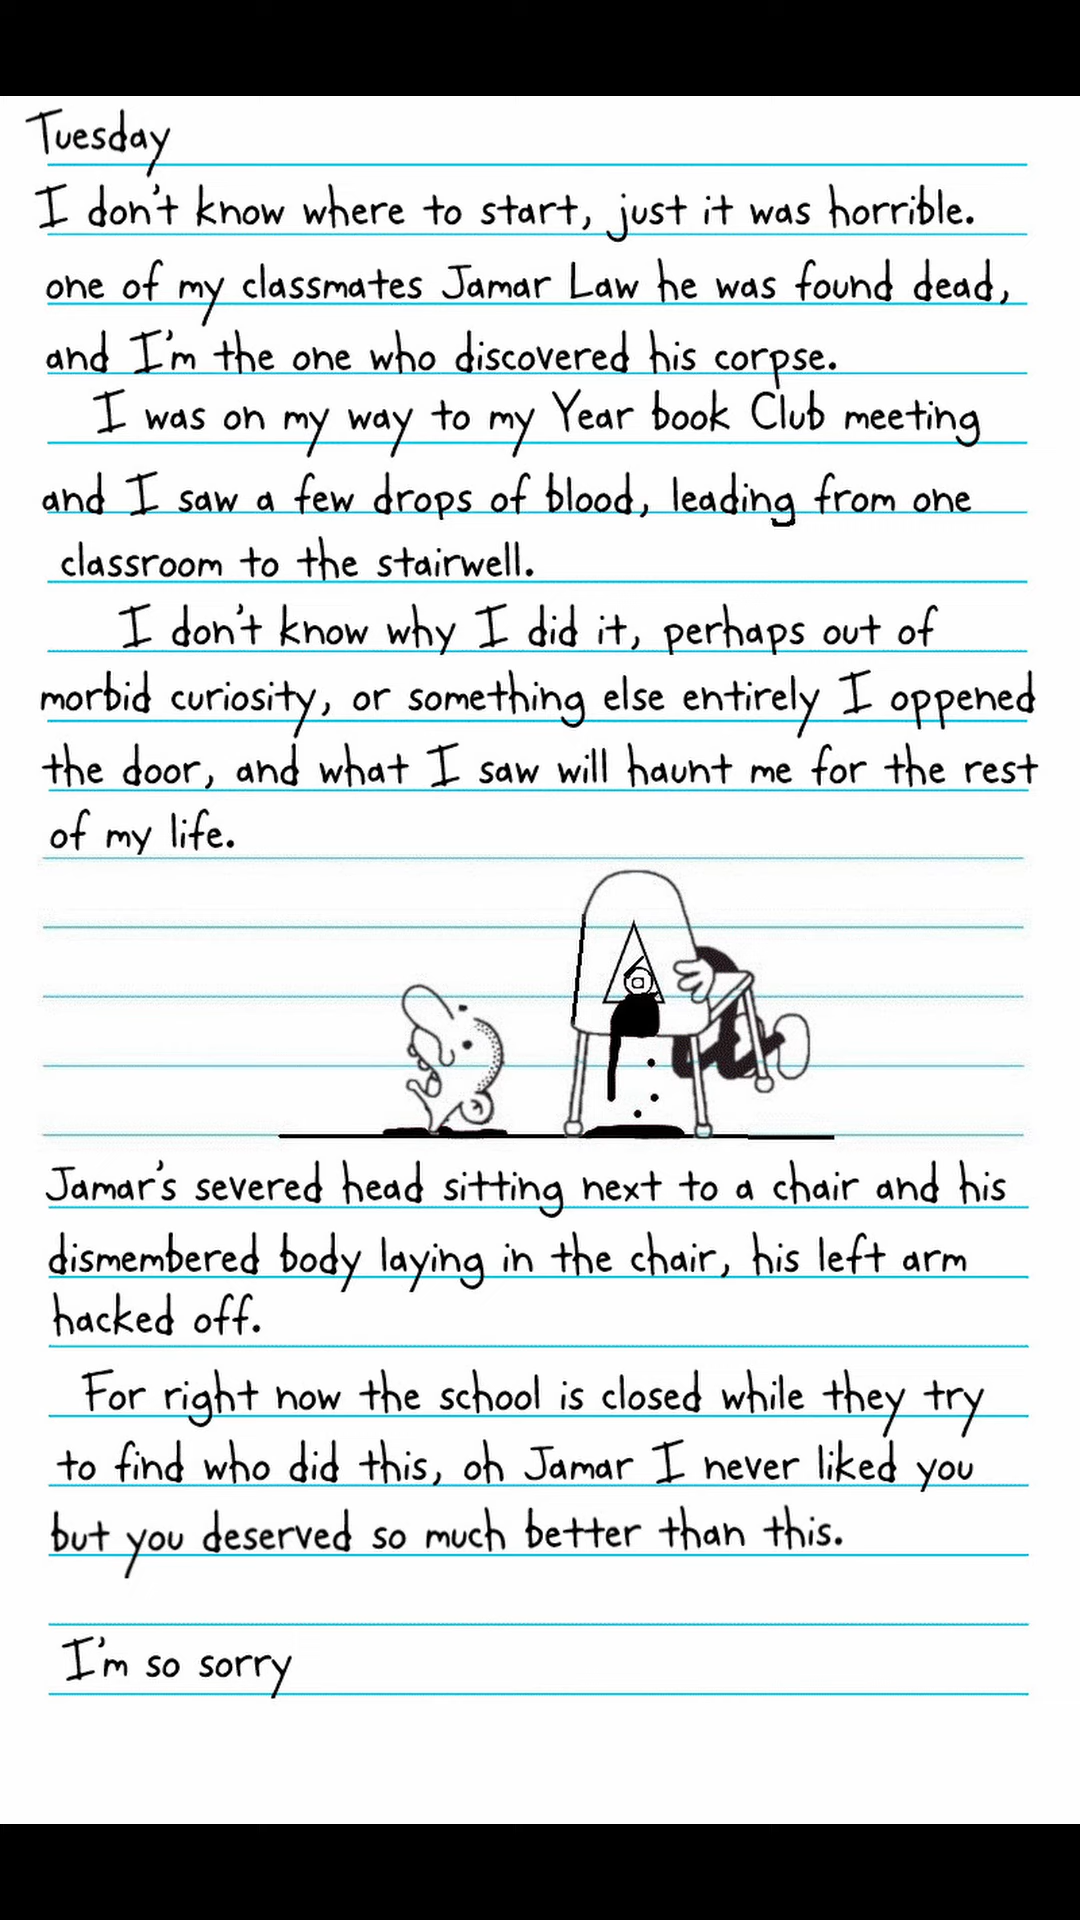 Tuesday
I don't know where to start, just it was horrible.
one of my classmates Jamar Law he was found dead,
and I'm the one who discovered his corpse.
I was on my way to my Year book Club meeting
and I saw a few drops of blood, leading from one
classroom to the stairwell.
I don't know why I did it, perhaps out of
morbid curiosity, or something else entirely I oppened
the door, and what I saw will haunt me for the rest
of my life.
Jamar's severed head sitting next to a chair and his
dismembered body laying in the chair, his left arm
hacked off.
For right now the school is closed while they try
to find who did this, oh Jamar I never liked you
but you deserved so much better than this.
I'm so sorry